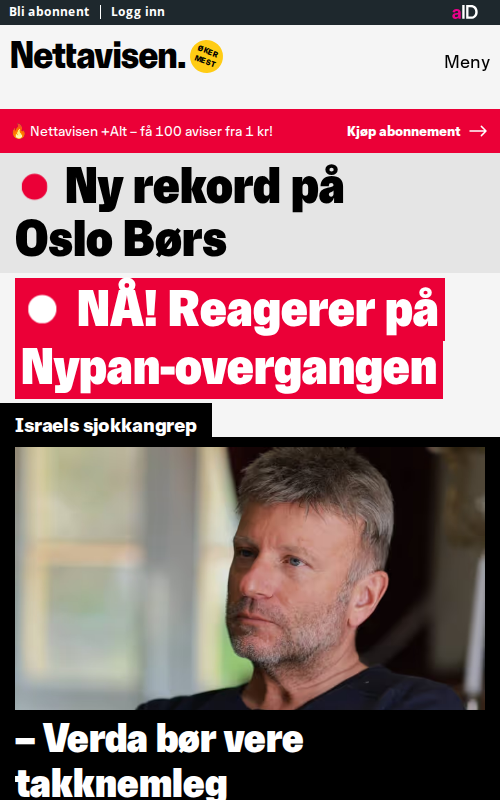 Bli abonnent | Logg inn
aID
Nettavisen.
ØKER
MEST
Meny
🔥 Nettavisen +Alt – få 100 aviser fra 1 kr!
Kjøp abonnement →
Ny rekord på
Oslo Børs
NÅ! Reagerer på
Nypan-overgangen
Israels sjokkangrep
– Verda bør vere
takknemleg